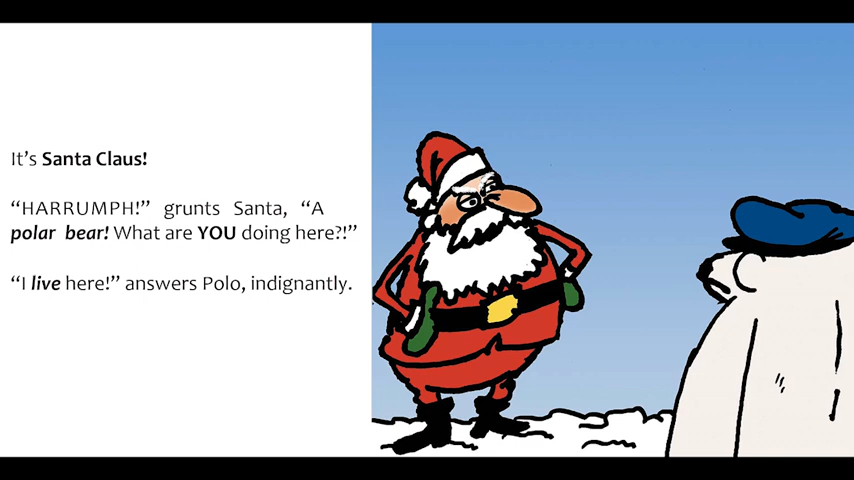 It’s Santa Claus!
“HARRUMPH!” grunts Santa, “A
polar bear! What are YOU doing here?!”
“I live here!” answers Polo, indignantly.